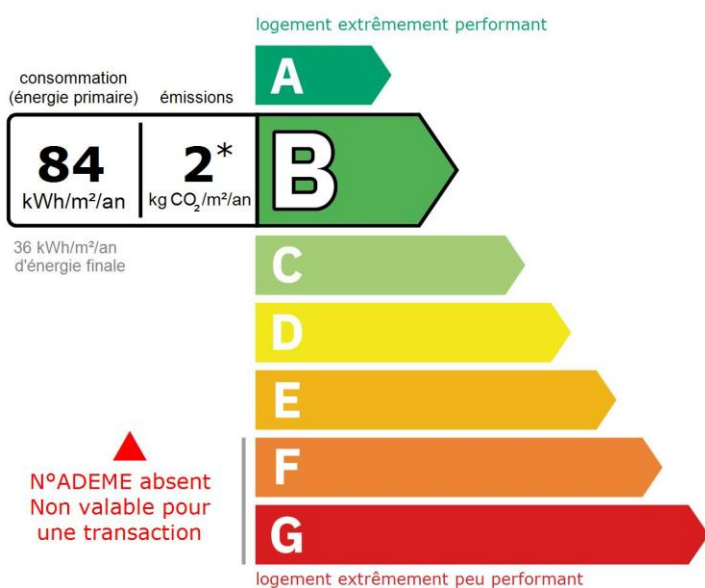 logement extrêmement performant
consommation
(énergie primaire)
émissions
A
84
kWh/m²/an
2*
kg CO₂/m²/an
B
36 kWh/m²/an
d'énergie finale
C
D
E
F
G
N°ADEME absent
Non valable pour
une transaction
logement extrêmement peu performant